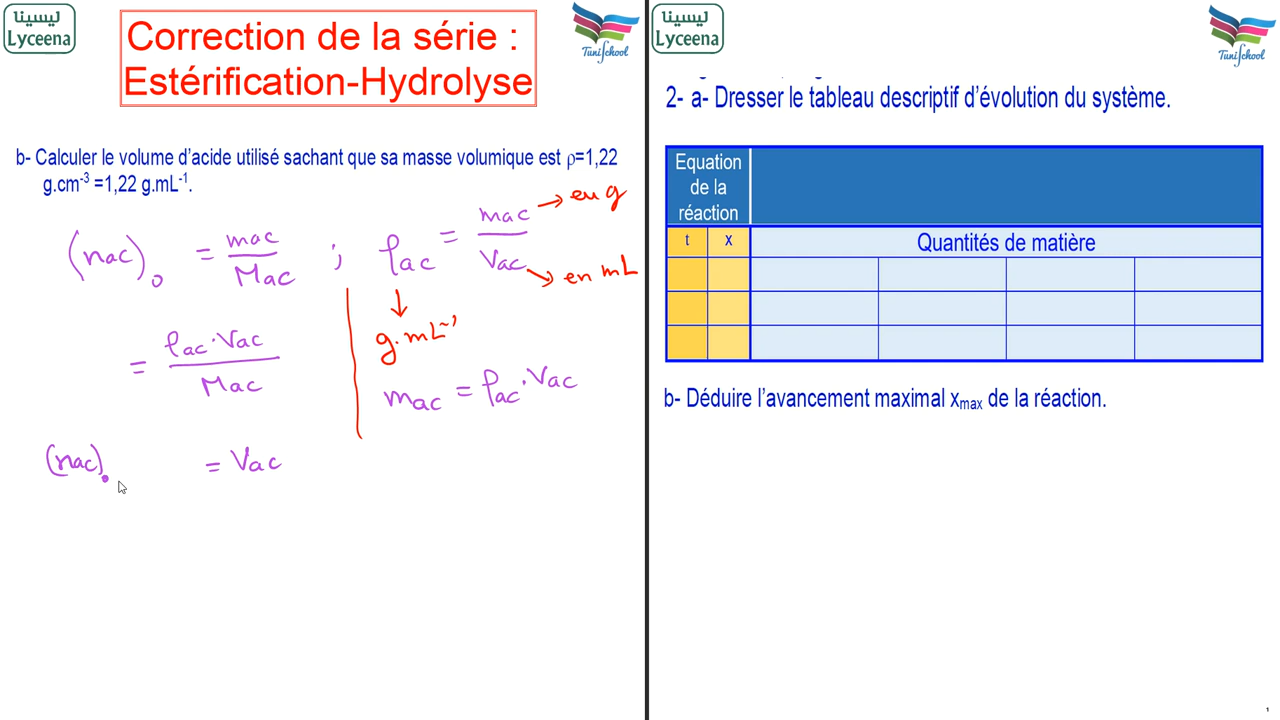 ليسينا
Lyceena
Correction de la série :
Estérification-Hydrolyse
TuniSchool
b- Calculer le volume d'acide utilisé sachant que sa masse volumique est ρ=1,22
g.cm-3 =1,22 g.mL-1.
(nac)0 = mac/Mac ; ρac = mac/Vac
→ en g
→ en mL
g.mL-1
= ρac.Vac/Mac
mac = ρac.Vac
(nac)0 = Vac
ليسينا
Lyceena
TuniSchool
2- a- Dresser le tableau descriptif d'évolution du système.
Equation
de la
réaction
t x Quantités de matière
b- Déduire l'avancement maximal xmax de la réaction.
1